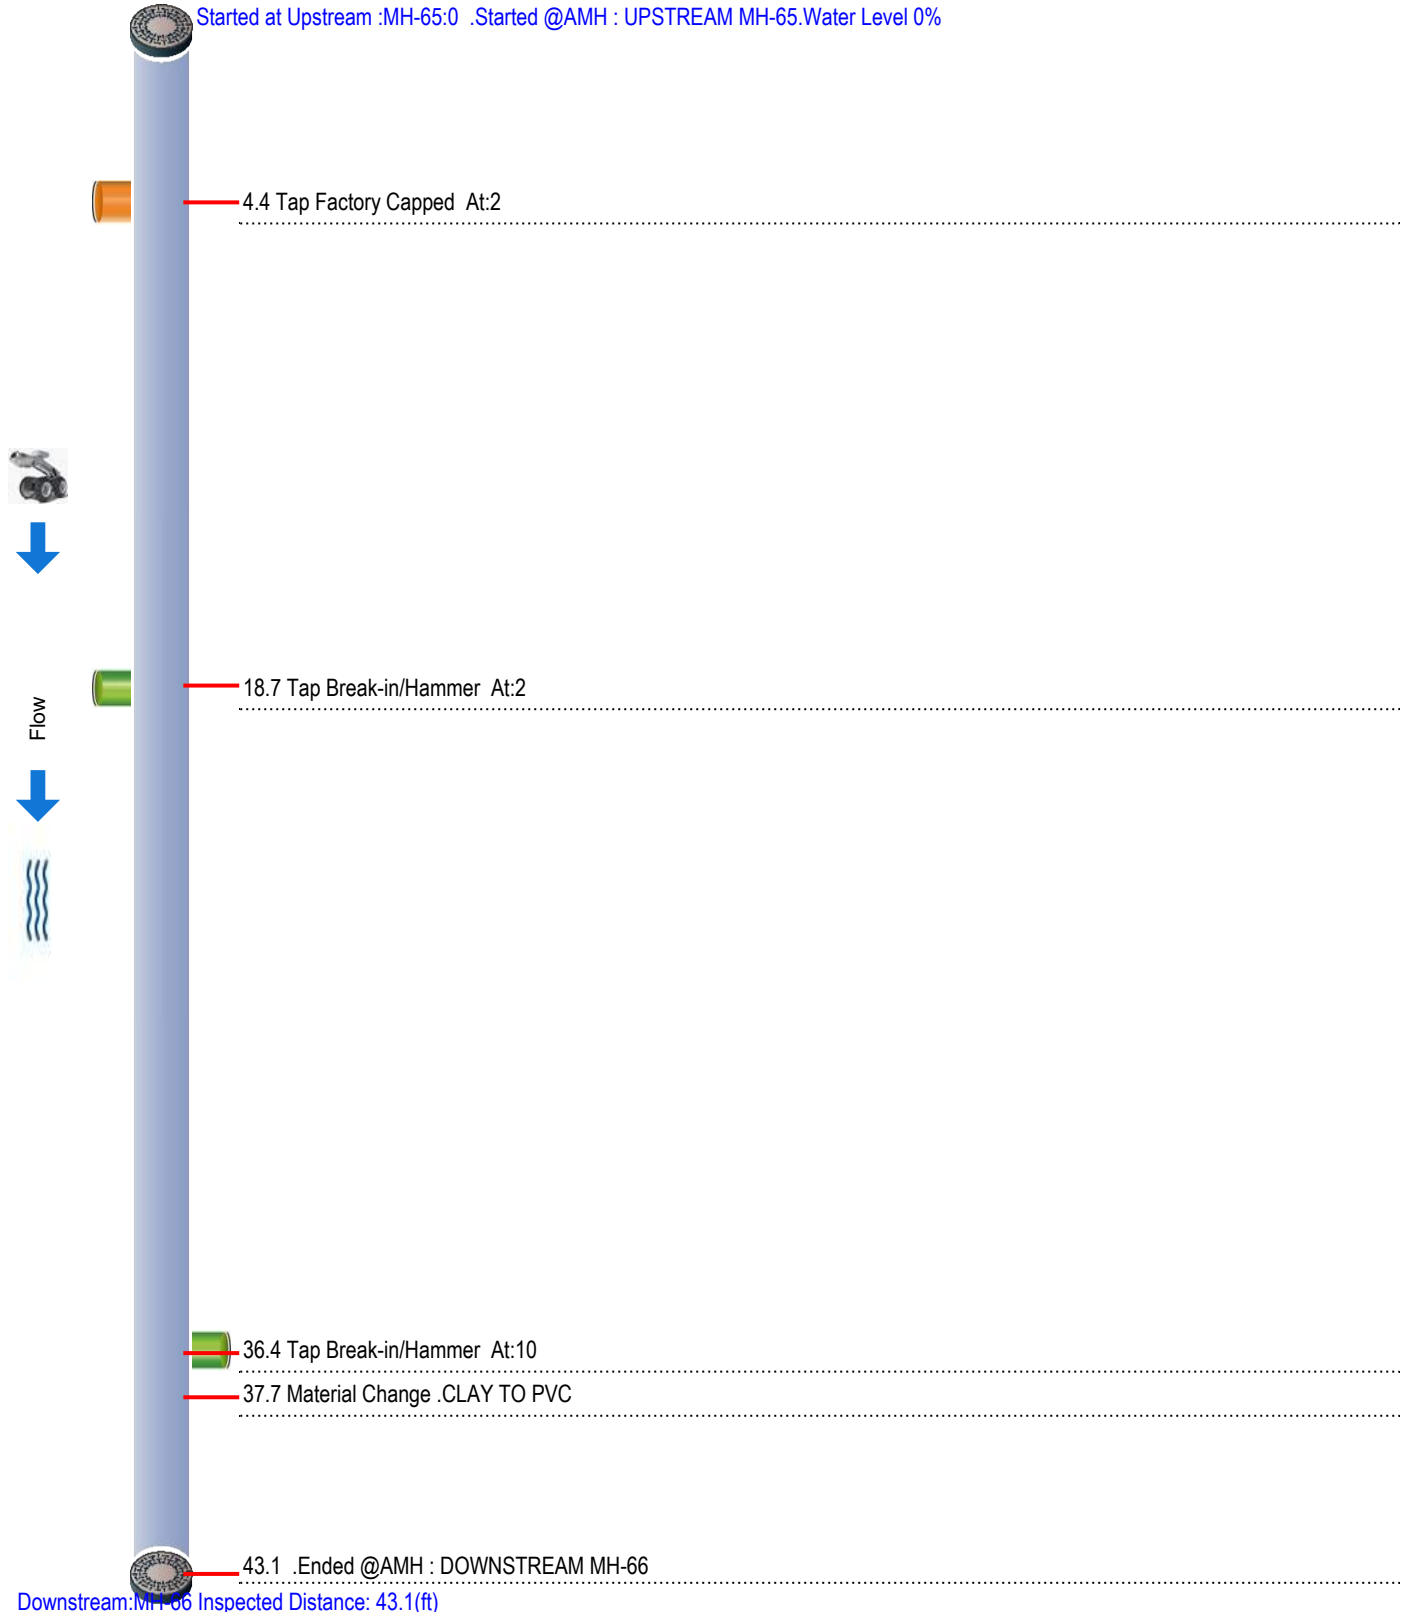 Started at Upstream :MH-65:0 .Started @AMH : UPSTREAM MH-65.Water Level 0%
4.4 Tap Factory Capped At:2
18.7 Tap Break-in/Hammer At:2
Flow
36.4 Tap Break-in/Hammer At:10
37.7 Material Change .CLAY TO PVC
43.1 .Ended @AMH : DOWNSTREAM MH-66
Downstream:MH-66 Inspected Distance: 43.1(ft)